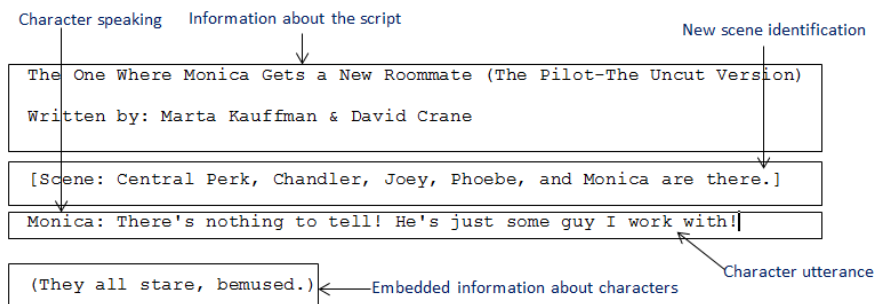 Character speaking
Information about the script
New scene identification
The One Where Monica Gets a New Roommate (The Pilot-The Uncut Version)
Written by: Marta Kauffman & David Crane
[Scene: Central Perk, Chandler, Joey, Phoebe, and Monica are there.]
Monica: There's nothing to tell! He's just some guy I work with!
Character utterance
(They all stare, bemused.)
Embedded information about characters